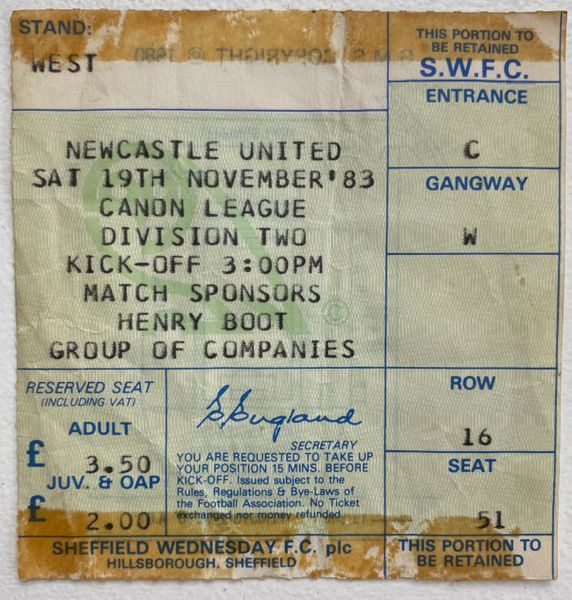 STAND:
WEST
NEWCASTLE UNITED
SAT 19TH NOVEMBER'83
CANON LEAGUE
DIVISION TWO
KICK-OFF 3:00PM
MATCH SPONSORS
HENRY BOOT
GROUP OF COMPANIES
RESERVED SEAT
(INCLUDING VAT)
ADULT
£ 3.50
JUV. & OAP
£ 2.00
SECRETARY
YOU ARE REQUESTED TO TAKE UP
YOUR POSITION 15 MINS. BEFORE
KICK-OFF. Issued subject to the
Rules, Regulations & Bye-Laws of
the Football Association. No Ticket
exchanged nor money refunded.
SHEFFIELD WEDNESDAY F.C. plc
HILLSBOROUGH, SHEFFIELD
THIS PORTION TO
BE RETAINED
S.W.F.C.
ENTRANCE
C
GANGWAY
W
ROW
16
SEAT
51
THIS PORTION TO
BE RETAINED